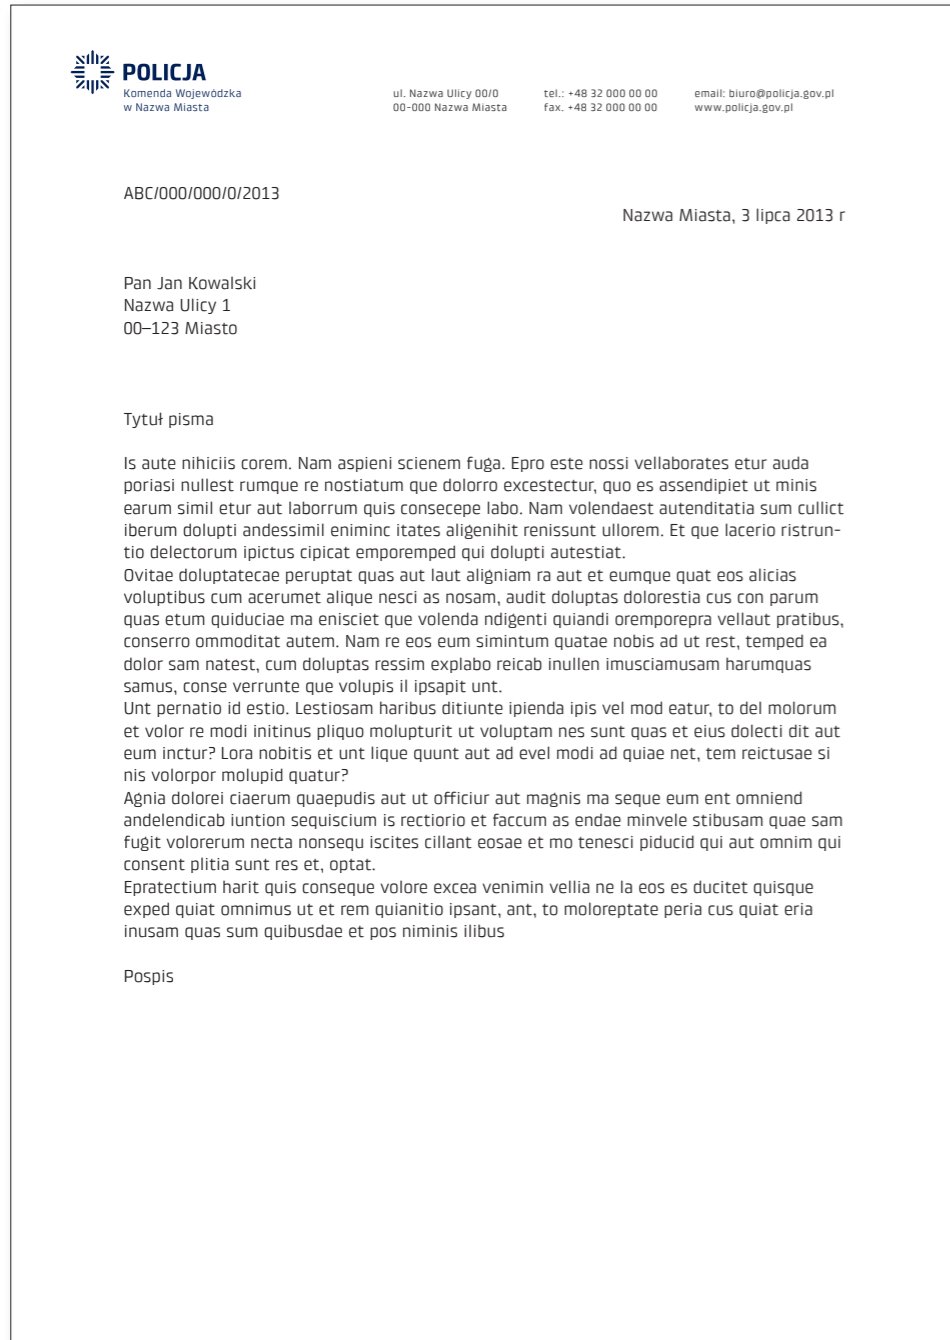 POLICJA
Komenda Wojewódzka
w Nazwa Miasta
ul. Nazwa Ulicy 00/0
00-000 Nazwa Miasta
tel.: +48 32 000 00 00
fax. +48 32 000 00 00
email: biuro@policja.gov.pl
www.policja.gov.pl
ABC/000/000/0/2013
Nazwa Miasta, 3 lipca 2013 r
Pan Jan Kowalski
Nazwa Ulicy 1
00–123 Miasto
Tytuł pisma
Is aute nihiciis corem. Nam aspieni scienem fuga. Epro este nossi vellaborates etur auda
poriasi nullest rumque re nostiatum que dolorro excestectur, quo es assendipiet ut minis
earum simil etur aut laborrum quis consecepe labo. Nam volendaest autenditatia sum cullict
iberum dolupti andessimil eniminc itates aligenihit renissunt ullorem. Et que lacerio ristrun-
tio delectorum ipictus cipicat emporemped qui dolupti autestiat.
Ovitae doluptatecae peruptat quas aut laut aligniam ra aut et eumque quat eos alicias
voluptibus cum acerumet alique nesci as nosam, audit doluptas dolorestia cus con parum
quas etum quiduciae ma enisciet que volenda ndigenti quiandi oremporepra vellaut pratibus,
conserro ommoditat autem. Nam re eos eum simintum quatae nobis ad ut rest, temped ea
dolor sam natest, cum doluptas ressim explabo reicab inullen imusciamusam harumquas
samus, conse verrunte que volupis il ipsapit unt.
Unt pernatio id estio. Lestiosam haribus ditiunte ipienda ipis vel mod eatur, to del molorum
et volor re modi initinus pliquo molupturit ut voluptam nes sunt quas et eius dolecti dit aut
eum inctur? Lora nobitis et unt lique quunt aut ad evel modi ad quiae net, tem reictusae si
nis volorpor molupid quatur?
Agnia dolorei ciaerum quaepudis aut ut officiur aut magnis ma seque eum ent omniend
andelendicab iuntion sequiscium is rectiorio et faccum as endae minvele stibusam quae sam
fugit volorerum necta nonsequ iscites cillant eosae et mo tenesci piducid qui aut omnim qui
consent plitia sunt res et, optat.
Epratectium harit quis conseque volore excea venimin vellia ne la eos es ducitet quisque
exped quiat omnimus ut et rem quianitio ipsant, ant, to moloreptate peria cus quiat eria
inusam quas sum quibusdae et pos niminis ilibus
Pospis